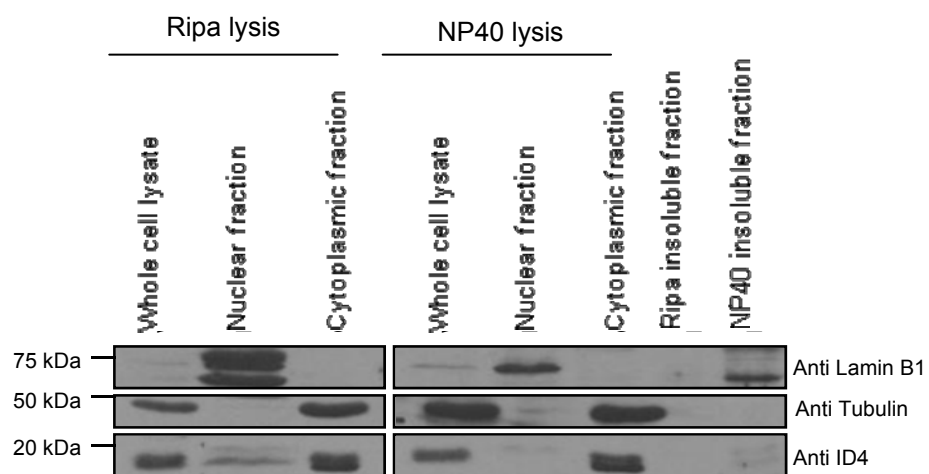 Ripa lysis
NP40 lysis
Whole cell lysate
Nuclear fraction
Cytoplasmic fraction
Whole cell lysate
Nuclear fraction
Cytoplasmic fraction
Ripa insoluble fraction
NP40 insoluble fraction
75 kDa
Anti Lamin B1
50 kDa
Anti Tubulin
20 kDa
Anti ID4